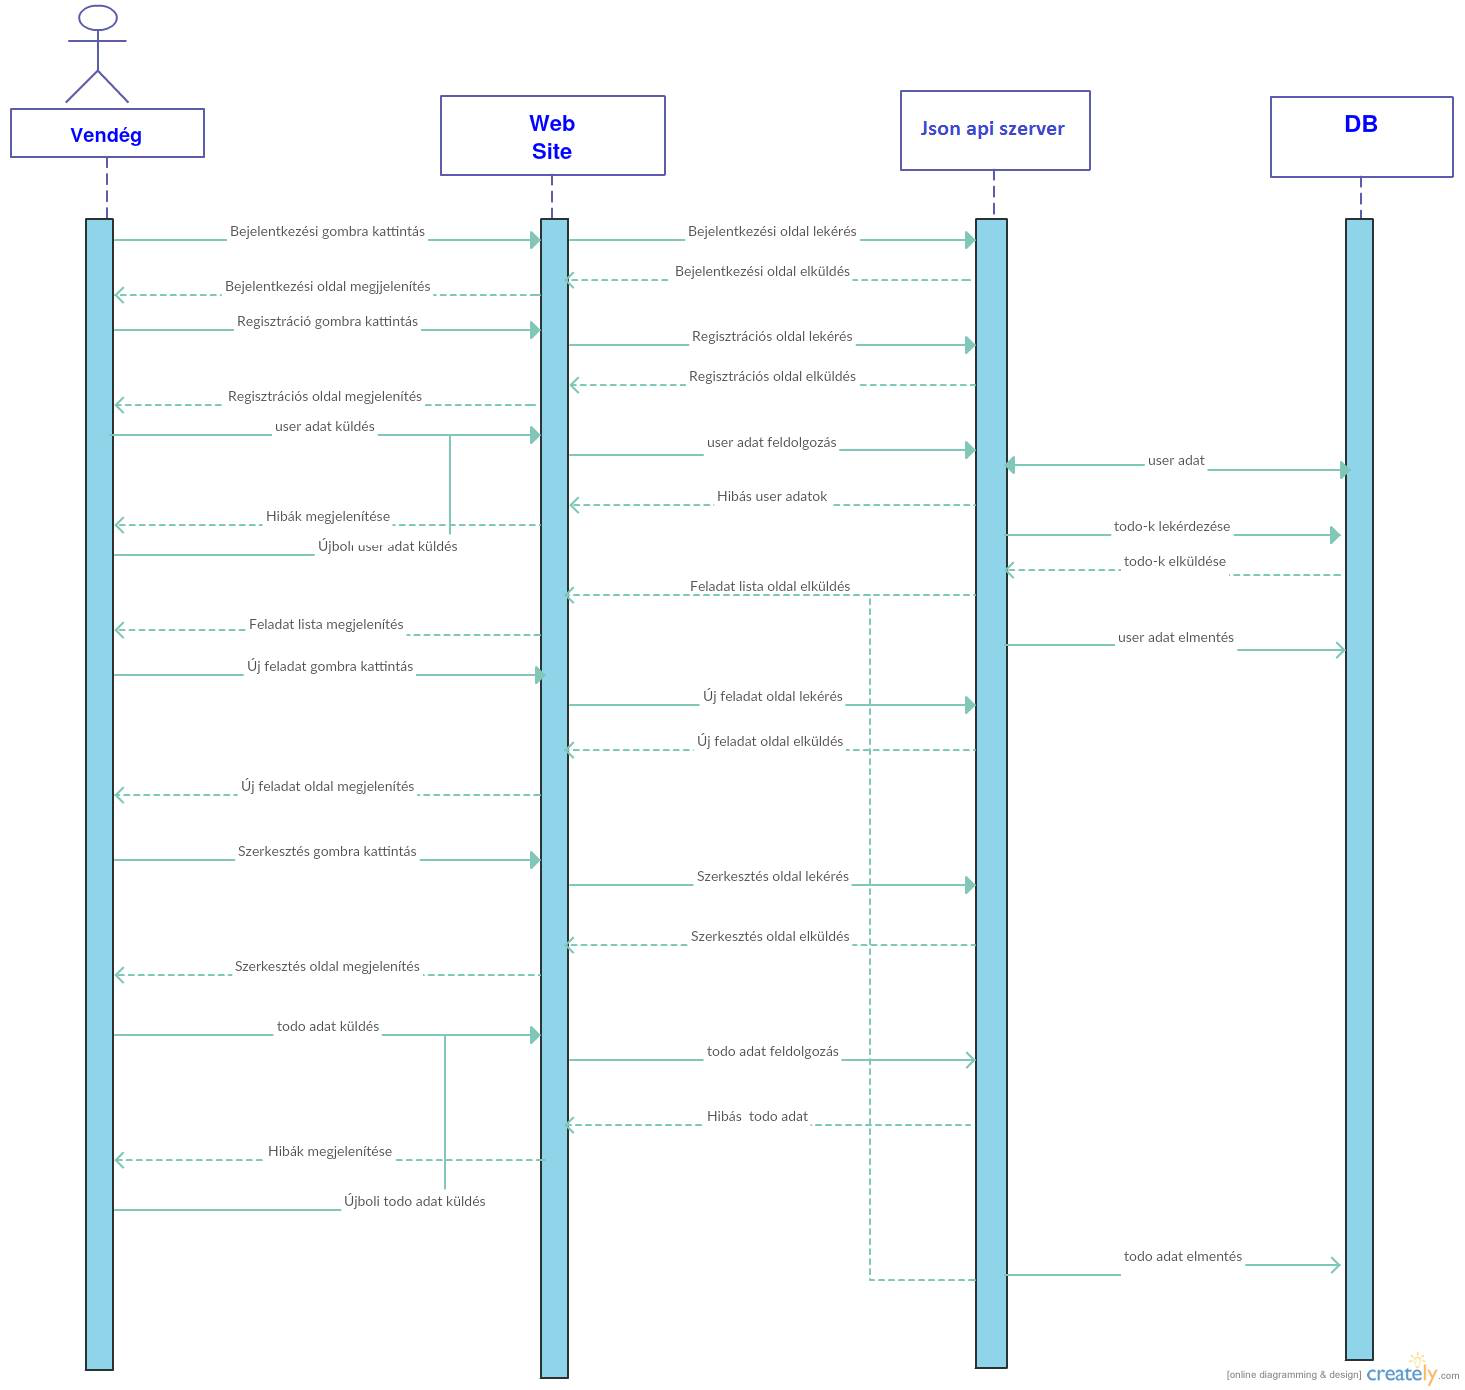 Vendég
Web
Site
Json api szerver
DB
Bejelentkezési gombra kattintás
Bejelentkezési oldal lekérés
Bejelentkezési oldal elküldés
Bejelentkezési oldal megjjelenítés
Regisztráció gombra kattintás
Regisztrációs oldal lekérés
Regisztrációs oldal elküldés
Regisztrációs oldal megjelenítés
user adat küldés
user adat feldolgozás
user adat
Hibás user adatok
Hibák megjelenítése
todo-k lekérdezése
Újboli user adat küldés
todo-k elküldése
Feladat lista oldal elküldés
Feladat lista megjelenítés
user adat elmentés
Új feladat gombra kattintás
Új feladat oldal lekérés
Új feladat oldal elküldés
Új feladat oldal megjelenítés
Szerkesztés gombra kattintás
Szerkesztés oldal lekérés
Szerkesztés oldal elküldés
Szerkesztés oldal megjelenítés
todo adat küldés
todo adat feldolgozás
Hibás  todo adat
Hibák megjelenítése
Újboli todo adat küldés
todo adat elmentés
[online diagramming & design] creately.com